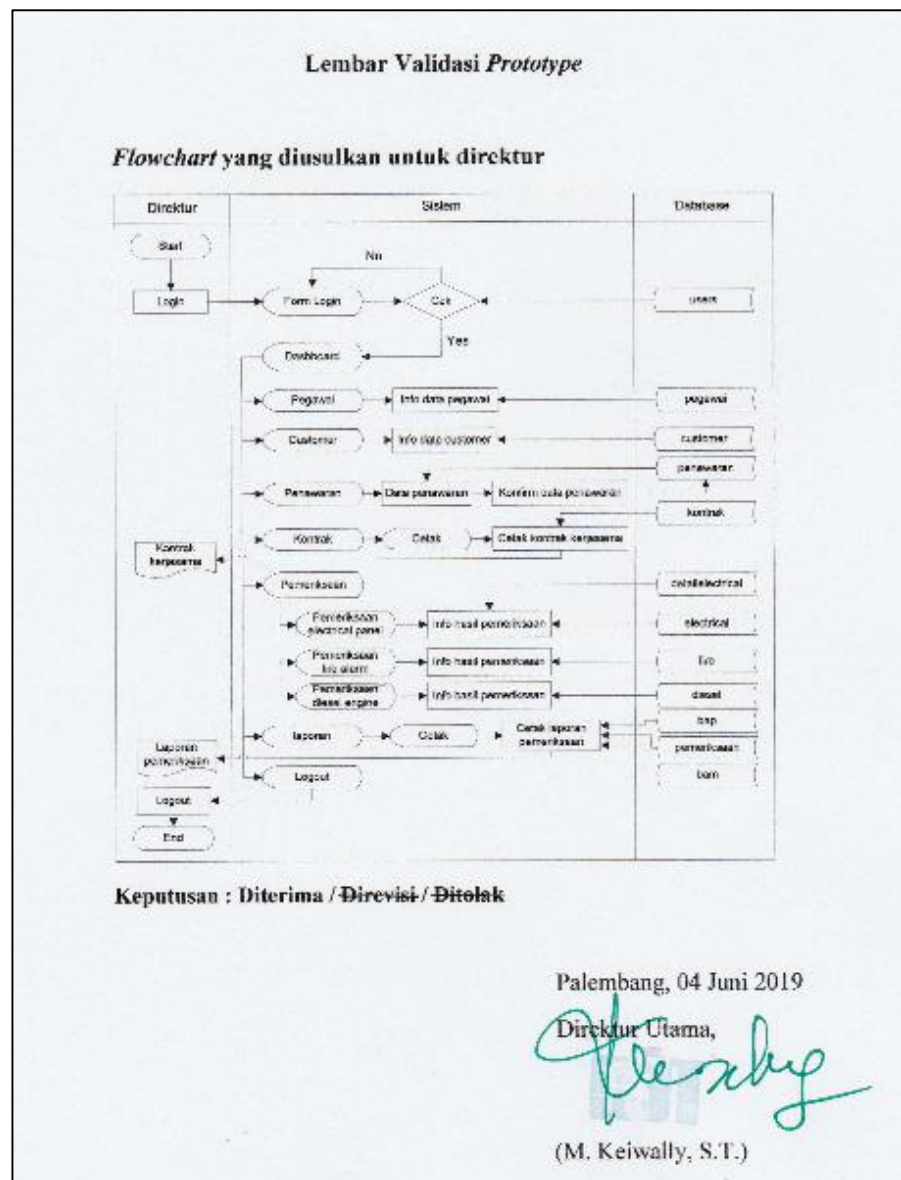 Lembar Validasi Prototype
Flowchart yang diusulkan untuk direktur
Direktur Sistem Database
Start
No
Login Form Login Cek users
Yes
Dashboard
Pegawai Info data pegawai pegawai
Customer Info data customer customer
penawaran
Penawaran Data penawaran Konfirm data penawaran
kontrak
Kontrak Cetak Cetak kontrak kerjasama
Kontrak
kerjasama
Pemeriksaan detailelectrical
Pemeriksaan
electrical panel Info hasil pemeriksaan electrical
Pemeriksaan
fire alarm Info hasil pemeriksaan fire
Pemeriksaan
diesel engine Info hasil pemeriksaan diesel
bap
laporan Cetak Cetak laporan
pemeriksaan pemeriksaan
Laporan
pemeriksaan
Logout bam
Logout
End
Keputusan : Diterima / Direvisi / Ditolak
Palembang, 04 Juni 2019
Direktur Utama,
(M. Keiwally, S.T.)